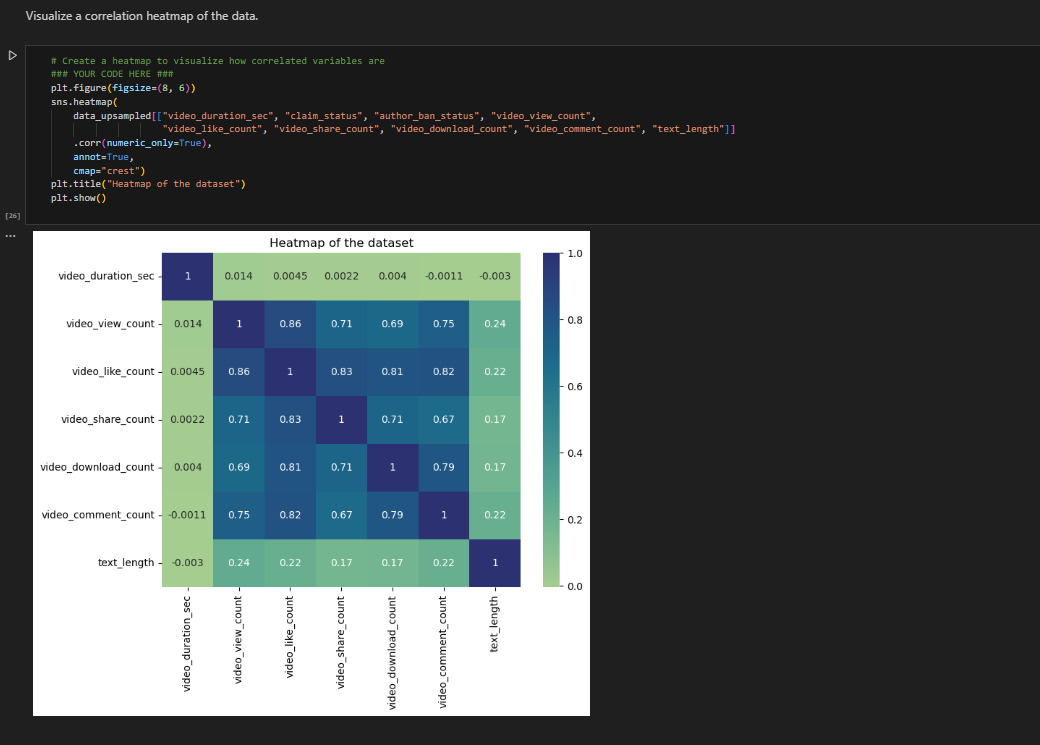 Visualize a correlation heatmap of the data.
# Create a heatmap to visualize how correlated variables are
### YOUR CODE HERE ###
plt.figure(figsize=(8, 6))
sns.heatmap(
data_upsampled[["video_duration_sec", "claim_status", "author_ban_status", "video_view_count",
"video_like_count", "video_share_count", "video_download_count", "video_comment_count", "text_length"]]
.corr(numeric_only=True),
annot=True,
cmap="crest")
plt.title("Heatmap of the dataset")
plt.show()
[26]
...
Heatmap of the dataset
video_duration_sec 1 0.014 0.0045 0.0022 0.004 -0.0011 -0.003
video_view_count 0.014 1 0.86 0.71 0.69 0.75 0.24
video_like_count 0.0045 0.86 1 0.83 0.81 0.82 0.22
video_share_count 0.0022 0.71 0.83 1 0.71 0.67 0.17
video_download_count 0.004 0.69 0.81 0.71 1 0.79 0.17
video_comment_count -0.0011 0.75 0.82 0.67 0.79 1 0.22
text_length -0.003 0.24 0.22 0.17 0.17 0.22 1
video_duration_sec
video_view_count
video_like_count
video_share_count
video_download_count
video_comment_count
text_length
1.0
0.8
0.6
0.4
0.2
0.0